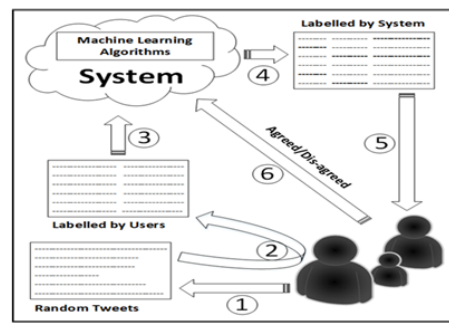 Labelled by System
Machine Learning
Algorithms
System
4
3
Agreed/Dis-agreed
5
6
Labelled by Users
2
Random Tweets
1